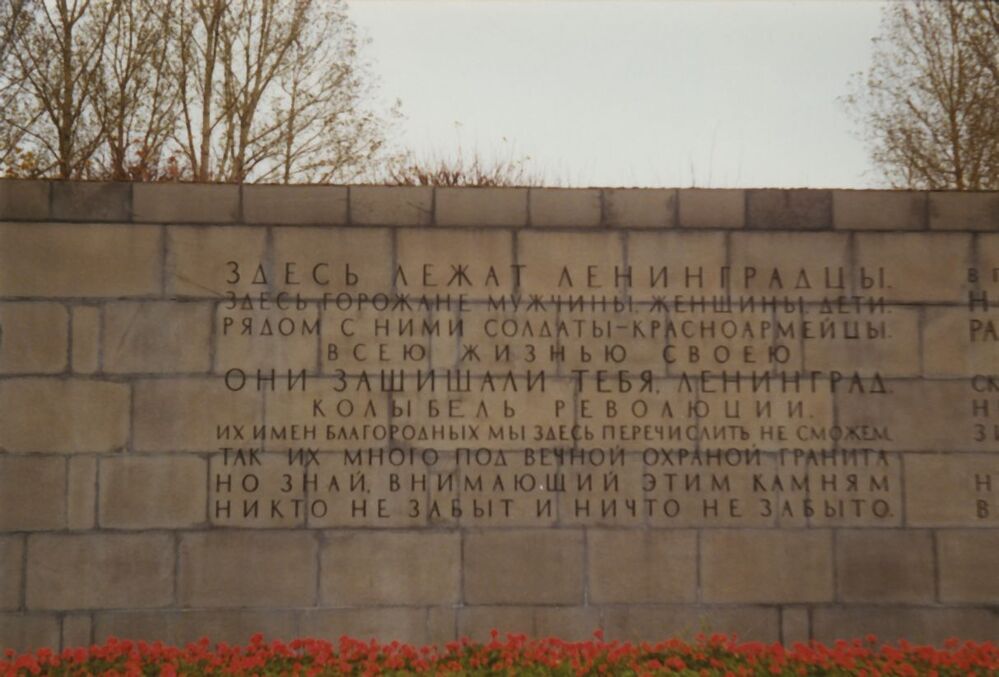 ЗДЕСЬ ЛЕЖАТ ЛЕНИНГРАДЦЫ.
ЗДЕСЬ ГОРОЖАНЕ МУЖЧИНЫ, ЖЕНЩИНЫ, ДЕТИ.
РЯДОМ С НИМИ СОЛДАТЫ-КРАСНОАРМЕЙЦЫ.
ВСЕЮ ЖИЗНЬЮ СВОЕЮ
ОНИ ЗАЩИЩАЛИ ТЕБЯ, ЛЕНИНГРАД,
КОЛЫБЕЛЬ РЕВОЛЮЦИИ.
ИХ ИМЕН БЛАГОРОДНЫХ МЫ ЗДЕСЬ ПЕРЕЧИСЛИТЬ НЕ СМОЖЕМ,
ТАК ИХ МНОГО ПОД ВЕЧНОЙ ОХРАНОЙ ГРАНИТА
НО ЗНАЙ, ВНИМАЮЩИЙ ЭТИМ КАМНЯМ
НИКТО НЕ ЗАБЫТ И НИЧТО НЕ ЗАБЫТО.